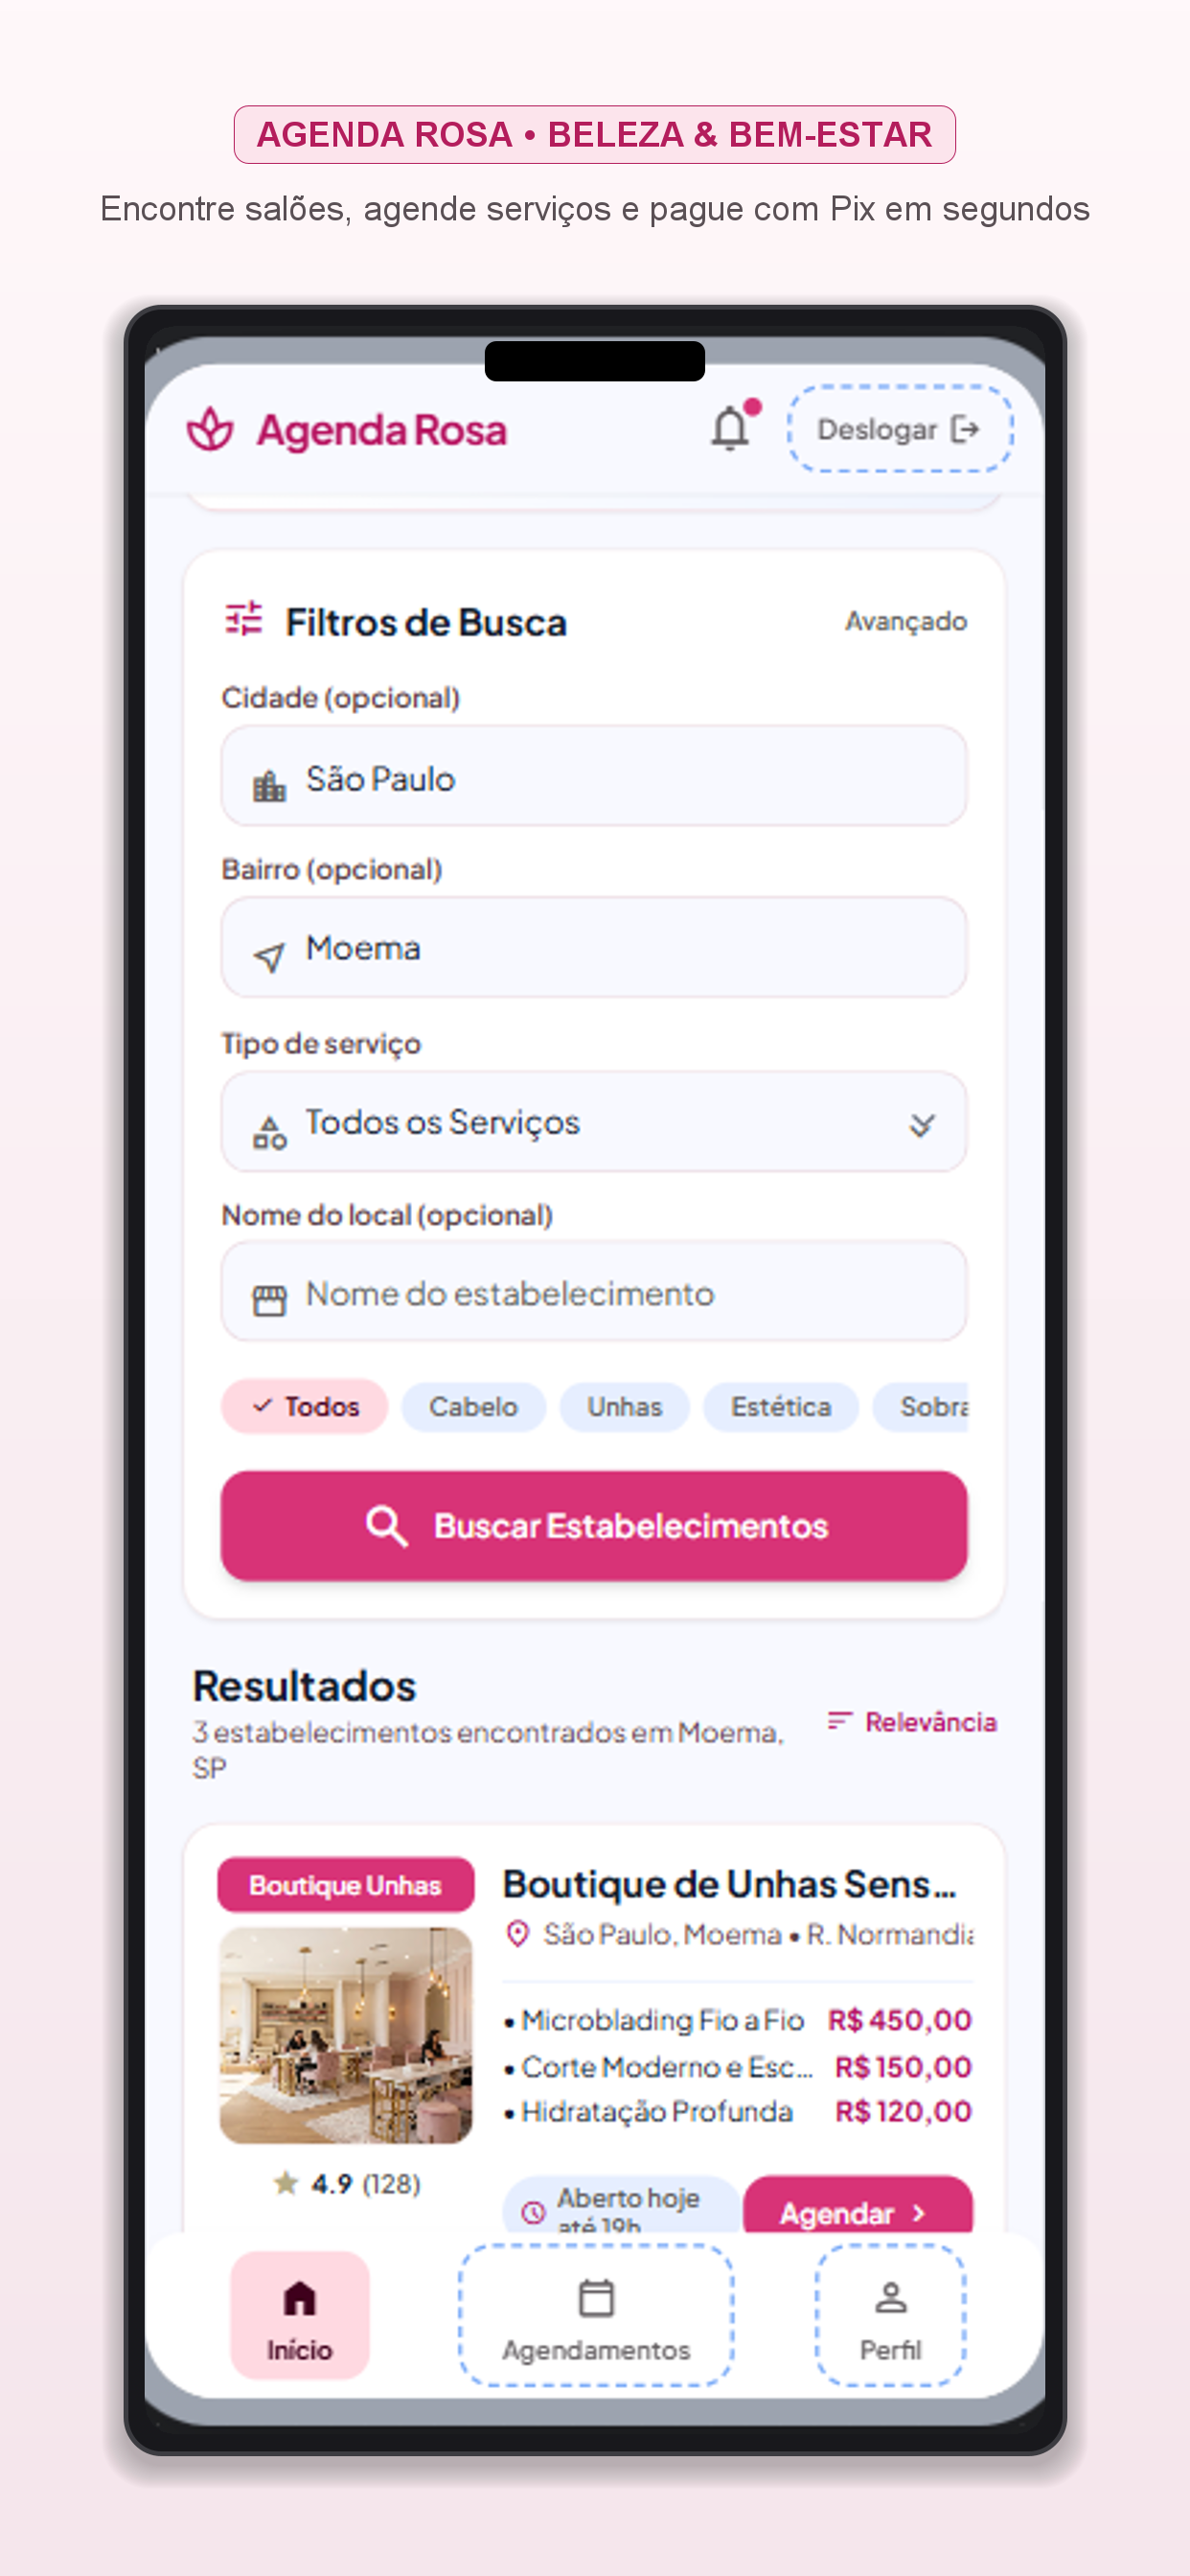 AGENDA ROSA • BELEZA & BEM-ESTAR
Encontre salões, agende serviços e pague com Pix em segundos
Agenda Rosa
Deslogar
Filtros de Busca
Avançado
Cidade (opcional)
São Paulo
Bairro (opcional)
Moema
Tipo de serviço
Todos os Serviços
Nome do local (opcional)
Nome do estabelecimento
Todos Cabelo Unhas Estética Sobra
Buscar Estabelecimentos
Resultados
3 estabelecimentos encontrados em Moema,
SP
Relevância
Boutique Unhas
Boutique de Unhas Sens...
São Paulo, Moema • R. Normandia
• Microblading Fio a Fio R$ 450,00
• Corte Moderno e Esc... R$ 150,00
• Hidratação Profunda R$ 120,00
4.9 (128)
Aberto hoje
até 19h
Agendar
Início
Agendamentos
Perfil